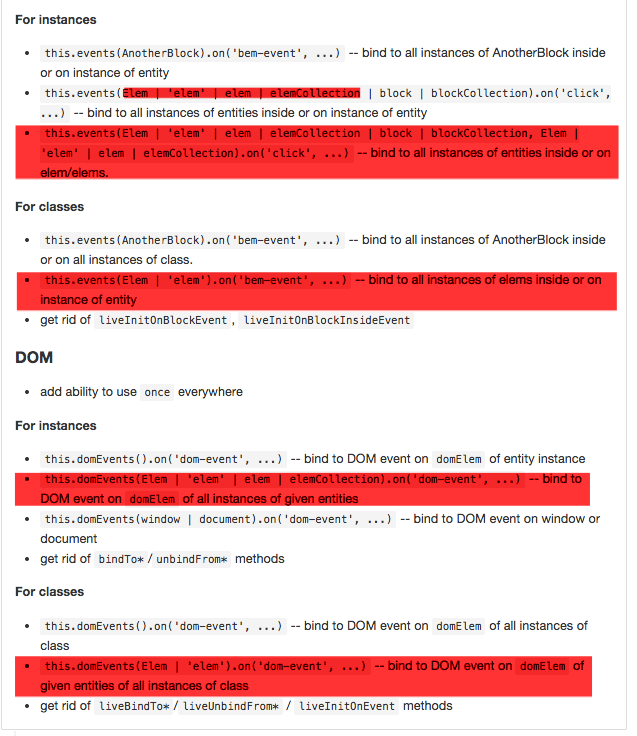 For instances
this.events(AnotherBlock).on('bem-event', ...) -- bind to all instances of AnotherBlock inside
or on instance of entity
this.events(Elem | 'elem' | elem | elemCollection | block | blockCollection).on('click',
...) -- bind to all instances of entities inside or on instance of entity
this.events(Elem | 'elem' | elem | elemCollection | block | blockCollection, Elem |
'elem' | elem | elemCollection).on('click', ...) -- bind to all instances of entities inside or on
elem/elems.
For classes
this.events(AnotherBlock).on('bem-event', ...) -- bind to all instances of AnotherBlock inside
or on all instances of class.
this.events(Elem | 'elem').on('bem-event', ...) -- bind to all instances of elems inside or on
instance of entity
get rid of liveInitOnBlockEvent, liveInitOnBlockInsideEvent
DOM
add ability to use once everywhere
For instances
this.domEvents().on('dom-event', ...) -- bind to DOM event on domElem of entity instance
this.domEvents(Elem | 'elem' | elem | elemCollection).on('dom-event', ...) -- bind to
DOM event on domElem of all instances of given entities
this.domEvents(window | document).on('dom-event', ...) -- bind to DOM event on window or
document
get rid of bindTo*/unbindFrom* methods
For classes
this.domEvents().on('dom-event', ...) -- bind to DOM event on domElem of all instances of
class
this.domEvents(Elem | 'elem').on('dom-event', ...) -- bind to DOM event on domElem of
given entities of all instances of class
get rid of liveBindTo*/liveUnbindFrom* / liveInitOnEvent methods